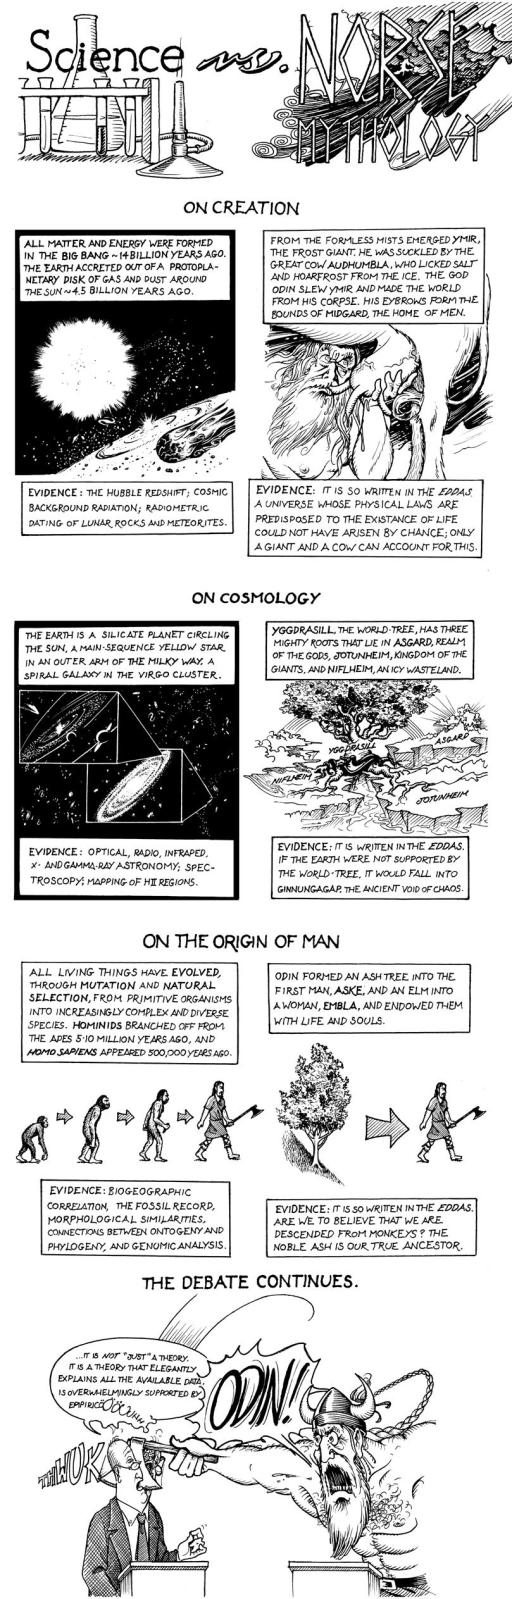 Science vs. NORSE
MYTHOLOGY
ON CREATION
ALL MATTER AND ENERGY WERE FORMED
IN THE BIG BANG ~14 BILLION YEARS AGO.
THE EARTH ACCRETED OUT OF A PROTOPLA-
NETARY DISK OF GAS AND DUST AROUND
THE SUN ~4.5 BILLION YEARS AGO.
EVIDENCE: THE HUBBLE REDSHIFT; COSMIC
BACKGROUND RADIATION; RADIOMETRIC
DATING OF LUNAR ROCKS AND METEORITES.
FROM THE FORMLESS MISTS EMERGED YMIR,
THE FROST GIANT. HE WAS SUCKLED BY THE
GREAT COW AUDHUMBLA, WHO LICKED SALT
AND HOARFROST FROM THE ICE. THE GOD
ODIN SLEW YMIR AND MADE THE WORLD
FROM HIS CORPSE. HIS EYBROWS FORM THE
BOUNDS OF MIDGARD, THE HOME OF MEN.
EVIDENCE: IT IS SO WRITTEN IN THE EDDAS.
A UNIVERSE WHOSE PHYSICAL LAWS ARE
PREDISPOSED TO THE EXISTANCE OF LIFE
COULD NOT HAVE ARISEN BY CHANCE; ONLY
A GIANT AND A COW CAN ACCOUNT FOR THIS.
ON COSMOLOGY
THE EARTH IS A SILICATE PLANET CIRCLING
THE SUN, A MAIN-SEQUENCE YELLOW STAR
IN AN OUTER ARM OF THE MILKY WAY, A
SPIRAL GALAXY IN THE VIRGO CLUSTER.
EVIDENCE: OPTICAL, RADIO, INFRARED,
X- AND GAMMA-RAY ASTRONOMY; SPEC-
TROSCOPY; MAPPING OF HII REGIONS.
YGGDRASILL, THE WORLD-TREE, HAS THREE
MIGHTY ROOTS THAT LIE IN ASGARD, REALM
OF THE GODS, JOTUNHEIM, KINGDOM OF THE
GIANTS, AND NIFLHEIM, AN ICY WASTELAND.
YGGDRASILL
ASGARD
NIFLHEIM
JOTUNHEIM
EVIDENCE: IT IS WRITTEN IN THE EDDAS.
IF THE EARTH WERE NOT SUPPORTED BY
THE WORLD-TREE, IT WOULD FALL INTO
GINNUNGAGAP, THE ANCIENT VOID OF CHAOS.
ON THE ORIGIN OF MAN
ALL LIVING THINGS HAVE EVOLVED,
THROUGH MUTATION AND NATURAL
SELECTION, FROM PRIMITIVE ORGANISMS
INTO INCREASINGLY COMPLEX AND DIVERSE
SPECIES. HOMINIDS BRANCHED OFF FROM
THE APES 5-10 MILLION YEARS AGO, AND
HOMO SAPIENS APPEARED 500,000 YEARS AGO.
EVIDENCE: BIOGEOGRAPHIC
CORRELATION, THE FOSSIL RECORD,
MORPHOLOGICAL SIMILARITIES,
CONNECTIONS BETWEEN ONTOGENY AND
PHYLOGENY, AND GENOMIC ANALYSIS.
ODIN FORMED AN ASH TREE INTO THE
FIRST MAN, ASKE, AND AN ELM INTO
A WOMAN, EMBLA, AND ENDOWED THEM
WITH LIFE AND SOULS.
EVIDENCE: IT IS SO WRITTEN IN THE EDDAS.
ARE WE TO BELIEVE THAT WE ARE
DESCENDED FROM MONKEYS? THE
NOBLE ASH IS OUR TRUE ANCESTOR.
THE DEBATE CONTINUES.
...IT IS NOT "JUST" A THEORY.
IT IS A THEORY THAT ELEGANTLY
EXPLAINS ALL THE AVAILABLE DATA,
IS OVERWHELMINGLY SUPPORTED BY
ODIN!
THWUK